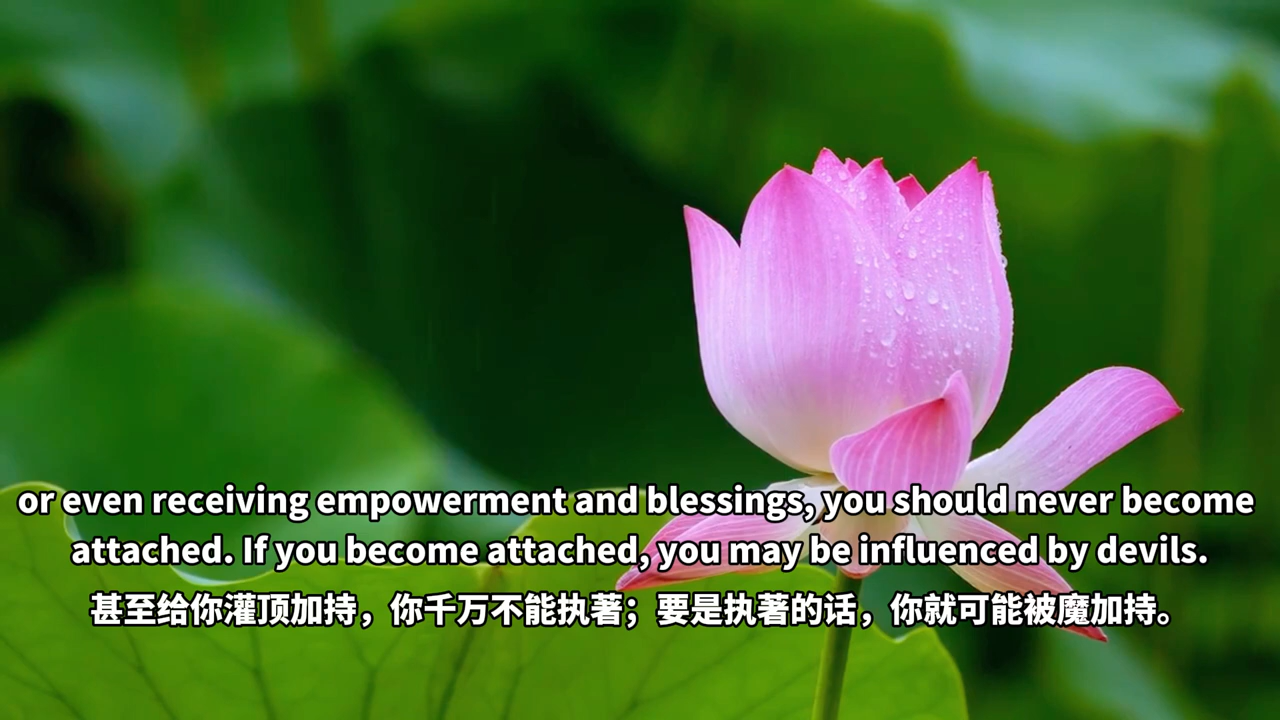 or even receiving empowerment and blessings, you should never become
attached. If you become attached, you may be influenced by devils.
甚至给你灌顶加持，你千万不能执著；要是执著的话，你就可能被魔加持。